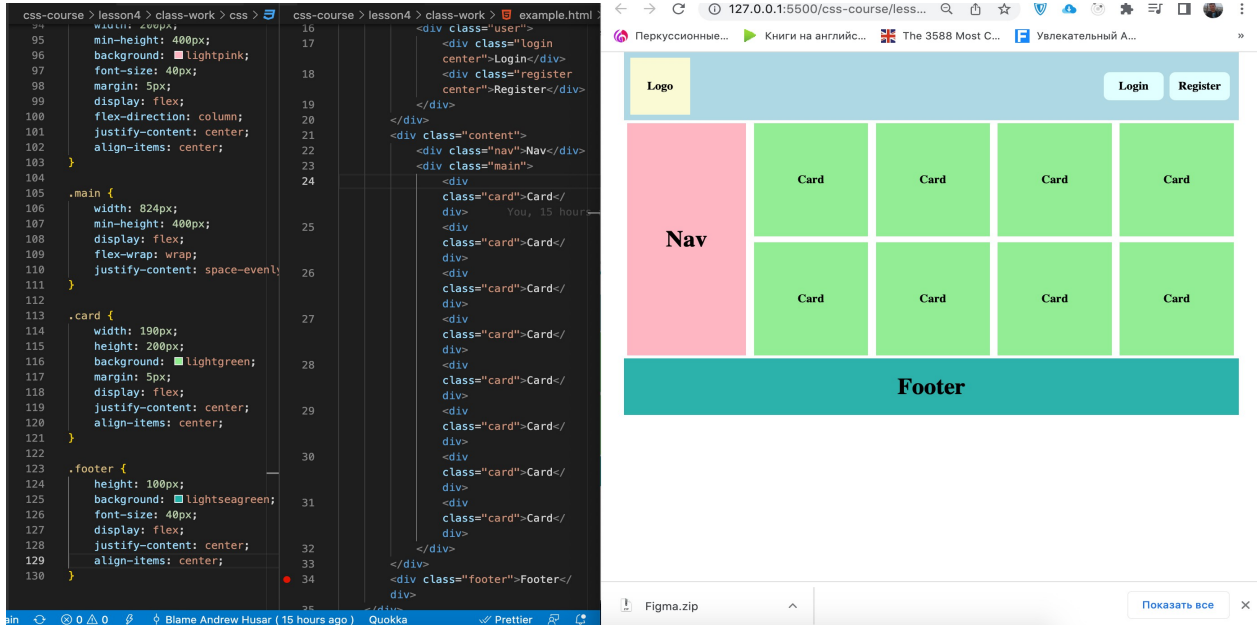 css-course > lesson4 > class-work > css >
94 width: 200px;
95 min-height: 400px;
96 background: lightpink;
97 font-size: 40px;
98 margin: 5px;
99 display: flex;
100 flex-direction: column;
101 justify-content: center;
102 align-items: center;
103 }
104
105 .main {
106 width: 824px;
107 min-height: 400px;
108 display: flex;
109 flex-wrap: wrap;
110 justify-content: space-evenly
111 }
112
113 .card {
114 width: 190px;
115 height: 200px;
116 background: lightgreen;
117 margin: 5px;
118 display: flex;
119 justify-content: center;
120 align-items: center;
121 }
122
123 .footer {
124 height: 100px;
125 background: lightseagreen;
126 font-size: 40px;
127 display: flex;
128 justify-content: center;
129 align-items: center;
130 }
css-course > lesson4 > class-work > example.html >
16 <div class="user">
17 <div class="login
center">Login</div>
18 <div class="register
center">Register</div>
19 </div>
20 </div>
21 <div class="content">
22 <div class="nav">Nav</div>
23 <div class="main">
24 <div
class="card">Card</
div> You, 15 hours
25 <div
class="card">Card</
div>
26 <div
class="card">Card</
div>
27 <div
class="card">Card</
div>
28 <div
class="card">Card</
div>
29 <div
class="card">Card</
div>
30 <div
class="card">Card</
div>
31 <div
class="card">Card</
div>
32 </div>
33 </div>
34 <div class="footer">Footer</
div>
35 </div>
ain 0 0 Blame Andrew Husar ( 15 hours ago ) Quokka Prettier
127.0.0.1:5500/css-course/less...
Перкуссионные... Книги на английс... The 3588 Most C... Увлекательный А... »
Logo Login Register
Nav
Card Card Card Card
Card Card Card Card
Footer
Figma.zip Показать все